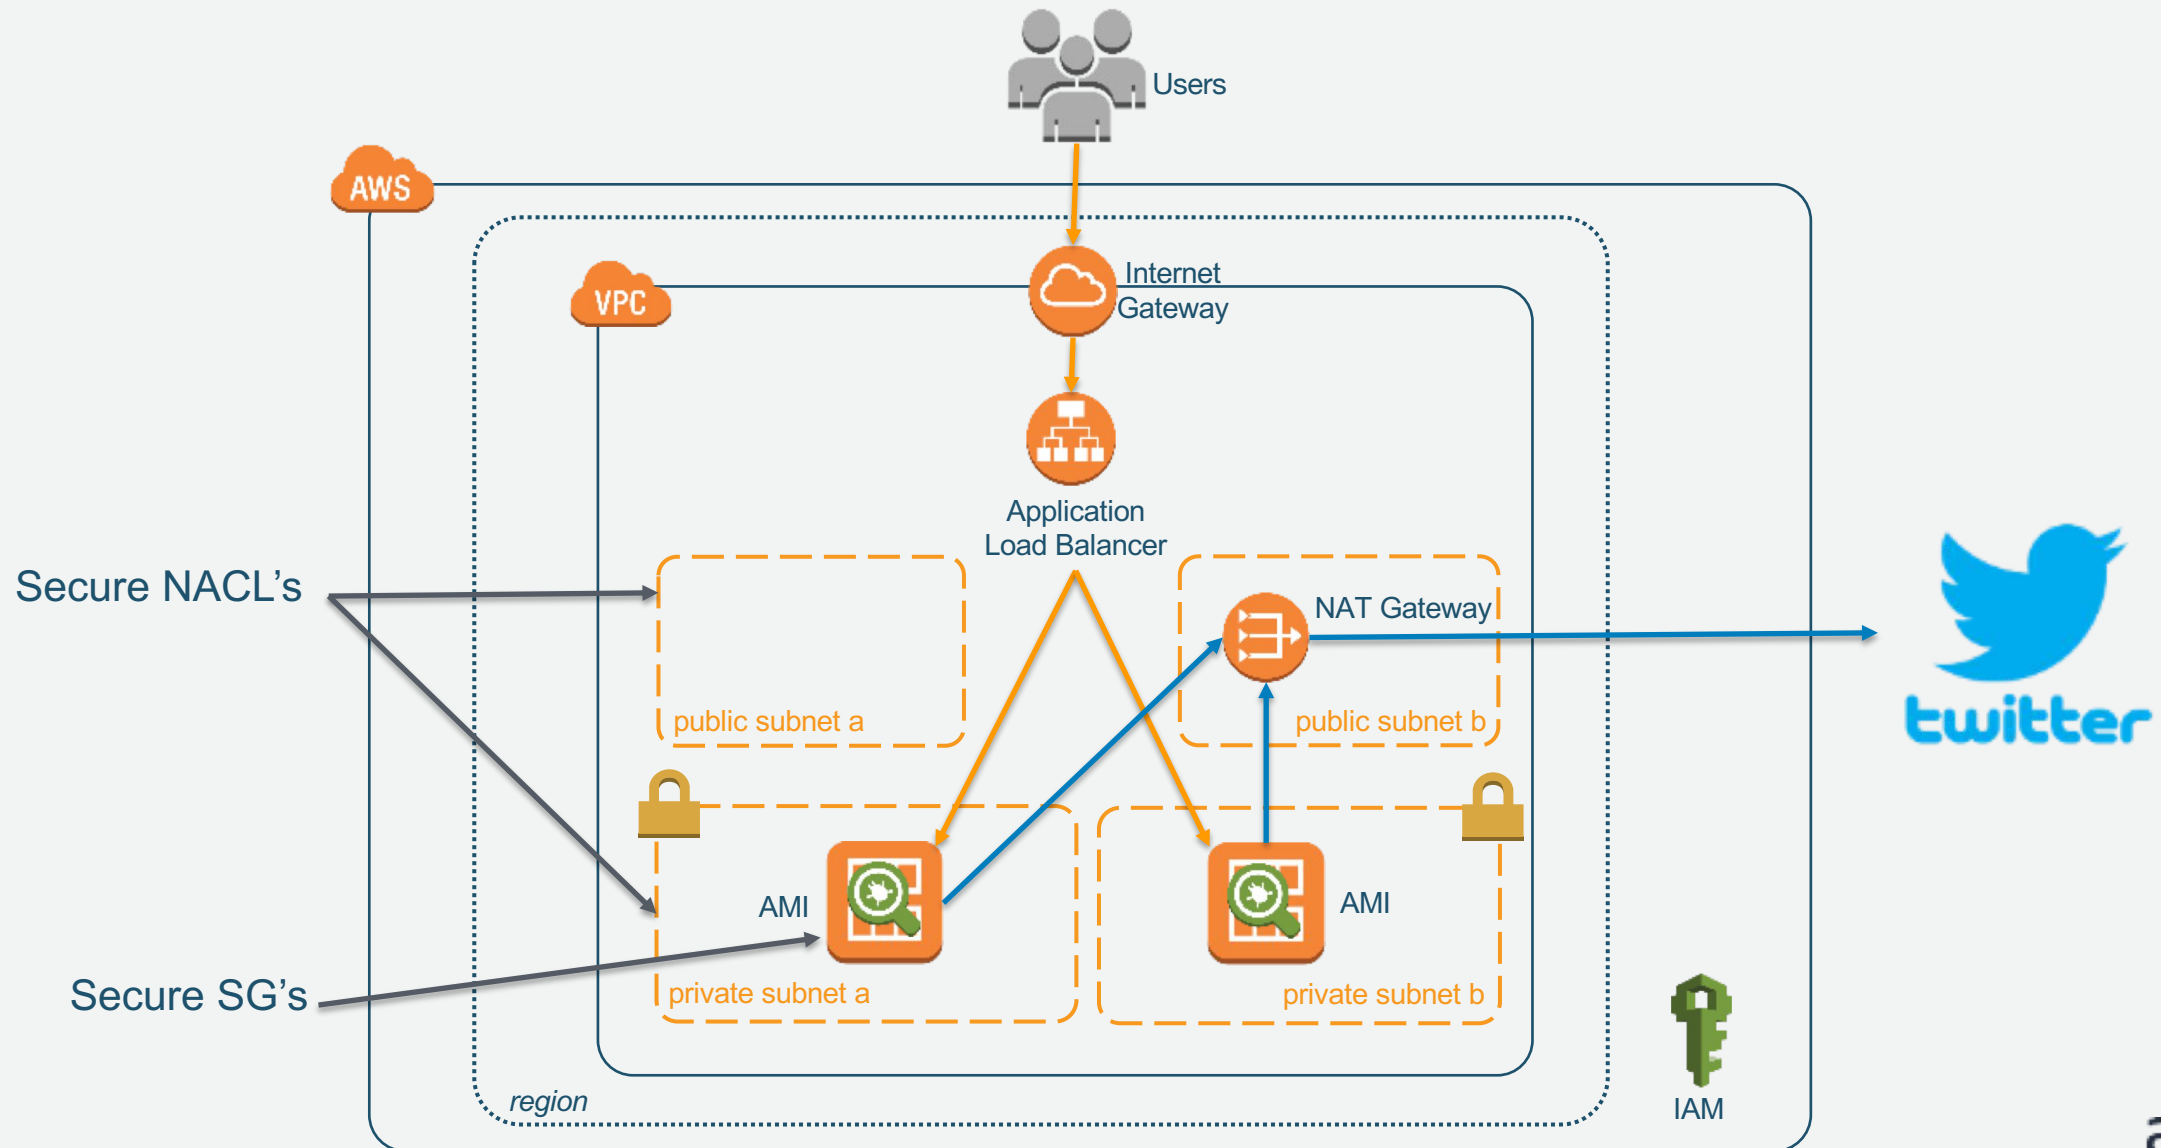 Users
AWS
Internet
Gateway
VPC
Application
Load Balancer
Secure NACL's
NAT Gateway
public subnet a
public subnet b
twitter
AMI
AMI
Secure SG's
private subnet a
private subnet b
region
IAM